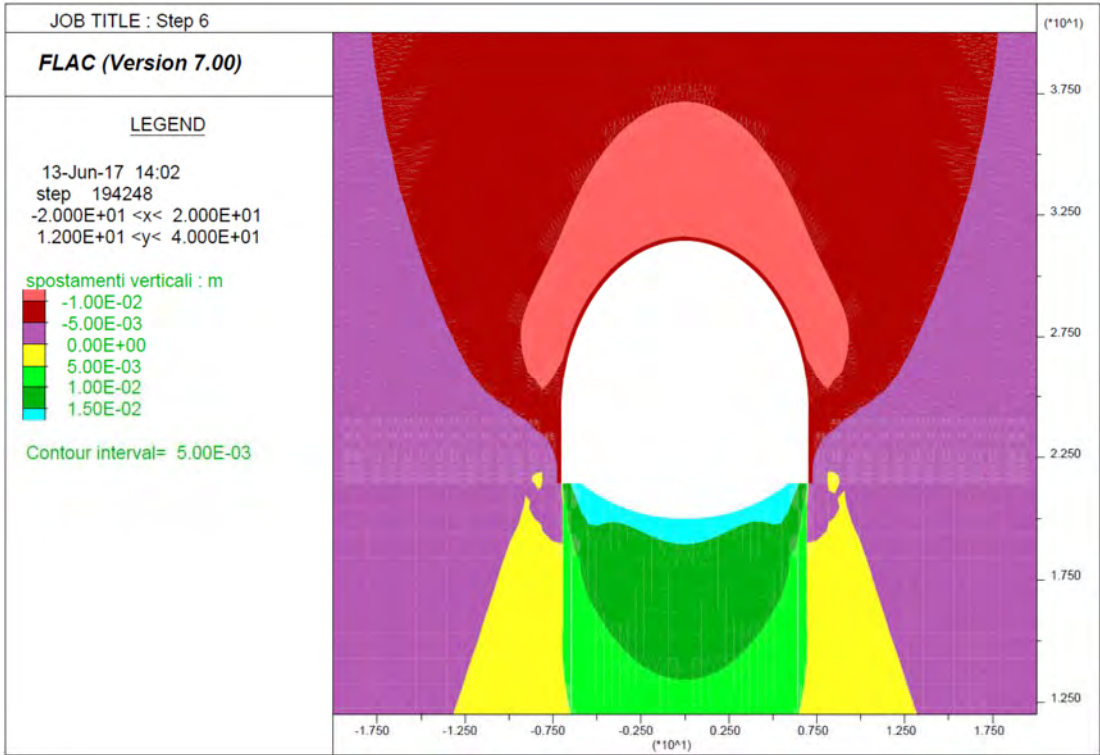 JOB TITLE : Step 6
(*10^1)
FLAC (Version 7.00)
LEGEND
13-Jun-17 14:02
step 194248
-2.000E+01 <x< 2.000E+01
1.200E+01 <y< 4.000E+01
spostamenti verticali : m
-1.00E-02
-5.00E-03
0.00E+00
5.00E-03
1.00E-02
1.50E-02
Contour interval= 5.00E-03
3.750
3.250
2.750
2.250
1.750
1.250
-1.750 -1.250 -0.750 -0.250 0.250 0.750 1.250 1.750
(*10^1)